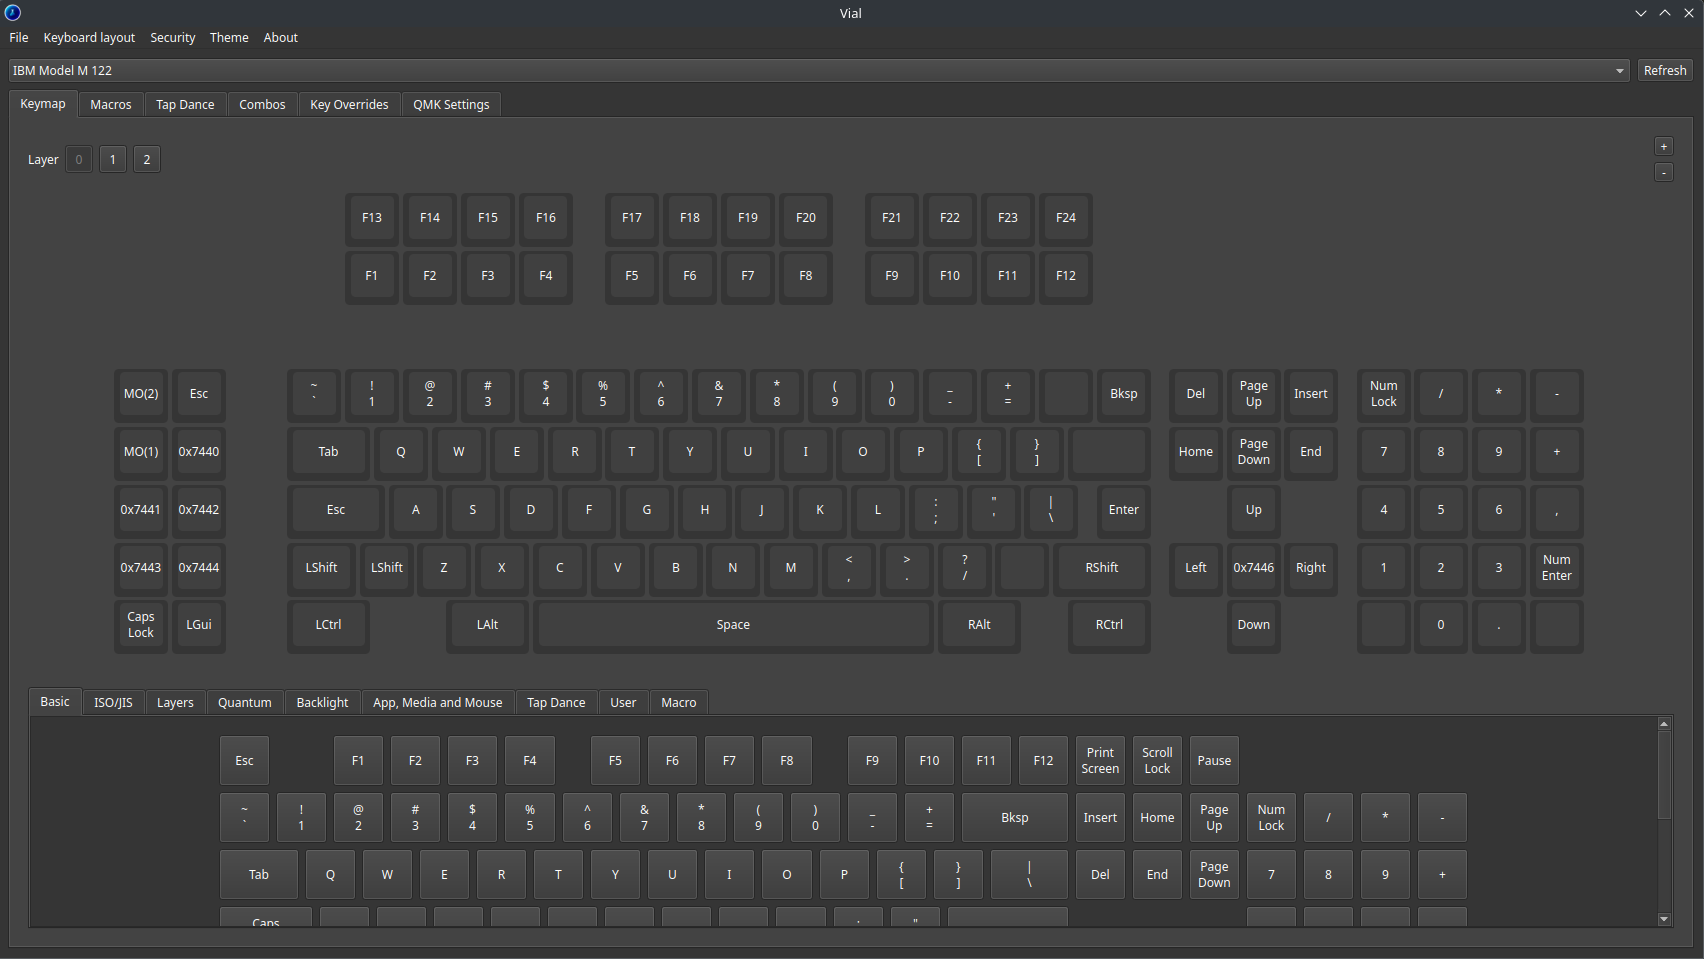 Vial
File Keyboard layout Security Theme About
IBM Model M 122 Refresh
Keymap Macros Tap Dance Combos Key Overrides QMK Settings
+
Layer 0 1 2
-
F13 F14 F15 F16 F17 F18 F19 F20 F21 F22 F23 F24
F1 F2 F3 F4 F5 F6 F7 F8 F9 F10 F11 F12
~ ! @ # $ % ^ & * ( ) _ + Page Num
MO(2) Esc Bksp Del Insert / * -
` 1 2 3 4 5 6 7 8 9 0 - = Up Lock
{ } Page
MO(1) 0x7440 Tab Q W E R T Y U I O P Home End 7 8 9 +
[ ] Down
: " |
0x7441 0x7442 Esc A S D F G H J K L Enter Up 4 5 6 ,
; ' \
< > ? Num
0x7443 0x7444 LShift LShift Z X C V B N M RShift Left 0x7446 Right 1 2 3
, . / Enter
Caps
LGui LCtrl LAlt Space RAlt RCtrl Down 0 .
Lock
Basic ISO/JIS Layers Quantum Backlight App, Media and Mouse Tap Dance User Macro
Print Scroll
Esc F1 F2 F3 F4 F5 F6 F7 F8 F9 F10 F11 F12 Pause
Screen Lock
~ ! @ # $ % ^ & * ( ) _ + Page Num
Bksp Insert Home / * -
` 1 2 3 4 5 6 7 8 9 0 - = Up Lock
{ } | Page
Tab Q W E R T Y U I O P Del End 7 8 9 +
[ ] \ Down
Caps : "